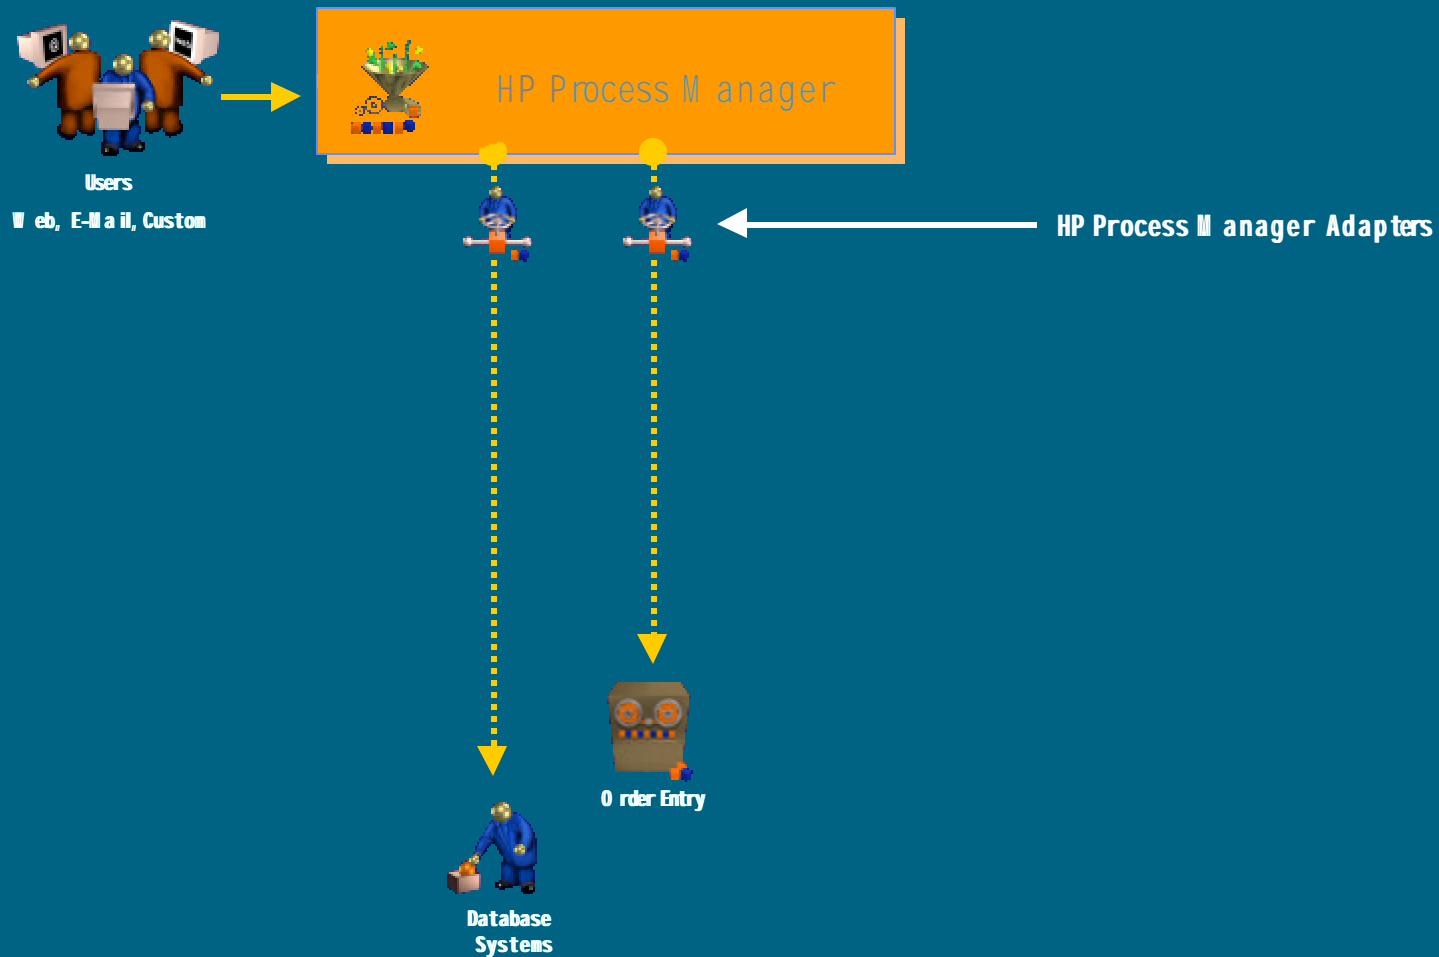 HP Process Manager
Users
Web, E-Mail, Custom
HP Process Manager Adapters
Order Entry
Database
Systems